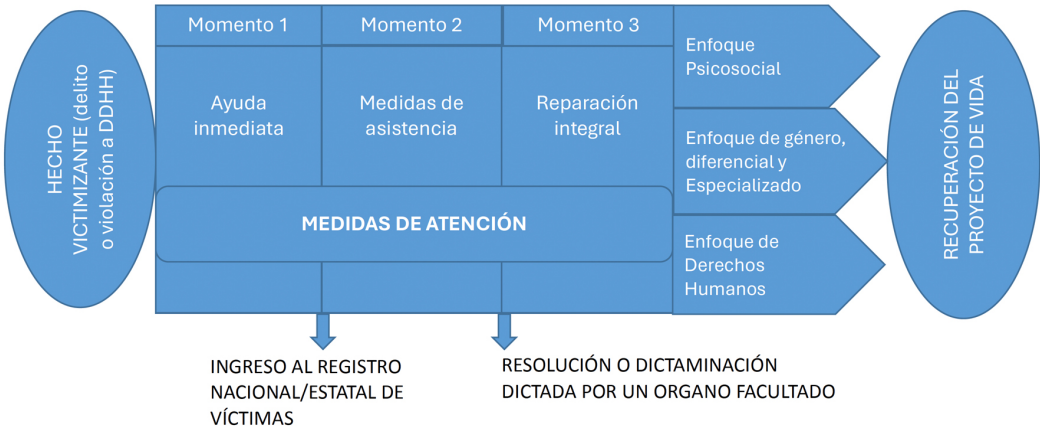 HECHO
VICTIMIZANTE (delito
o violación a DDHH)
Momento 1
Momento 2
Momento 3
Ayuda
inmediata
Medidas de
asistencia
Reparación
integral
MEDIDAS DE ATENCIÓN
Enfoque
Psicosocial
Enfoque de género,
diferencial y
Especializado
Enfoque de
Derechos
Humanos
RECUPERACIÓN DEL
PROYECTO DE VIDA
INGRESO AL REGISTRO
NACIONAL/ESTATAL DE
VÍCTIMAS
RESOLUCIÓN O DICTAMINACIÓN
DICTADA POR UN ORGANO FACULTADO